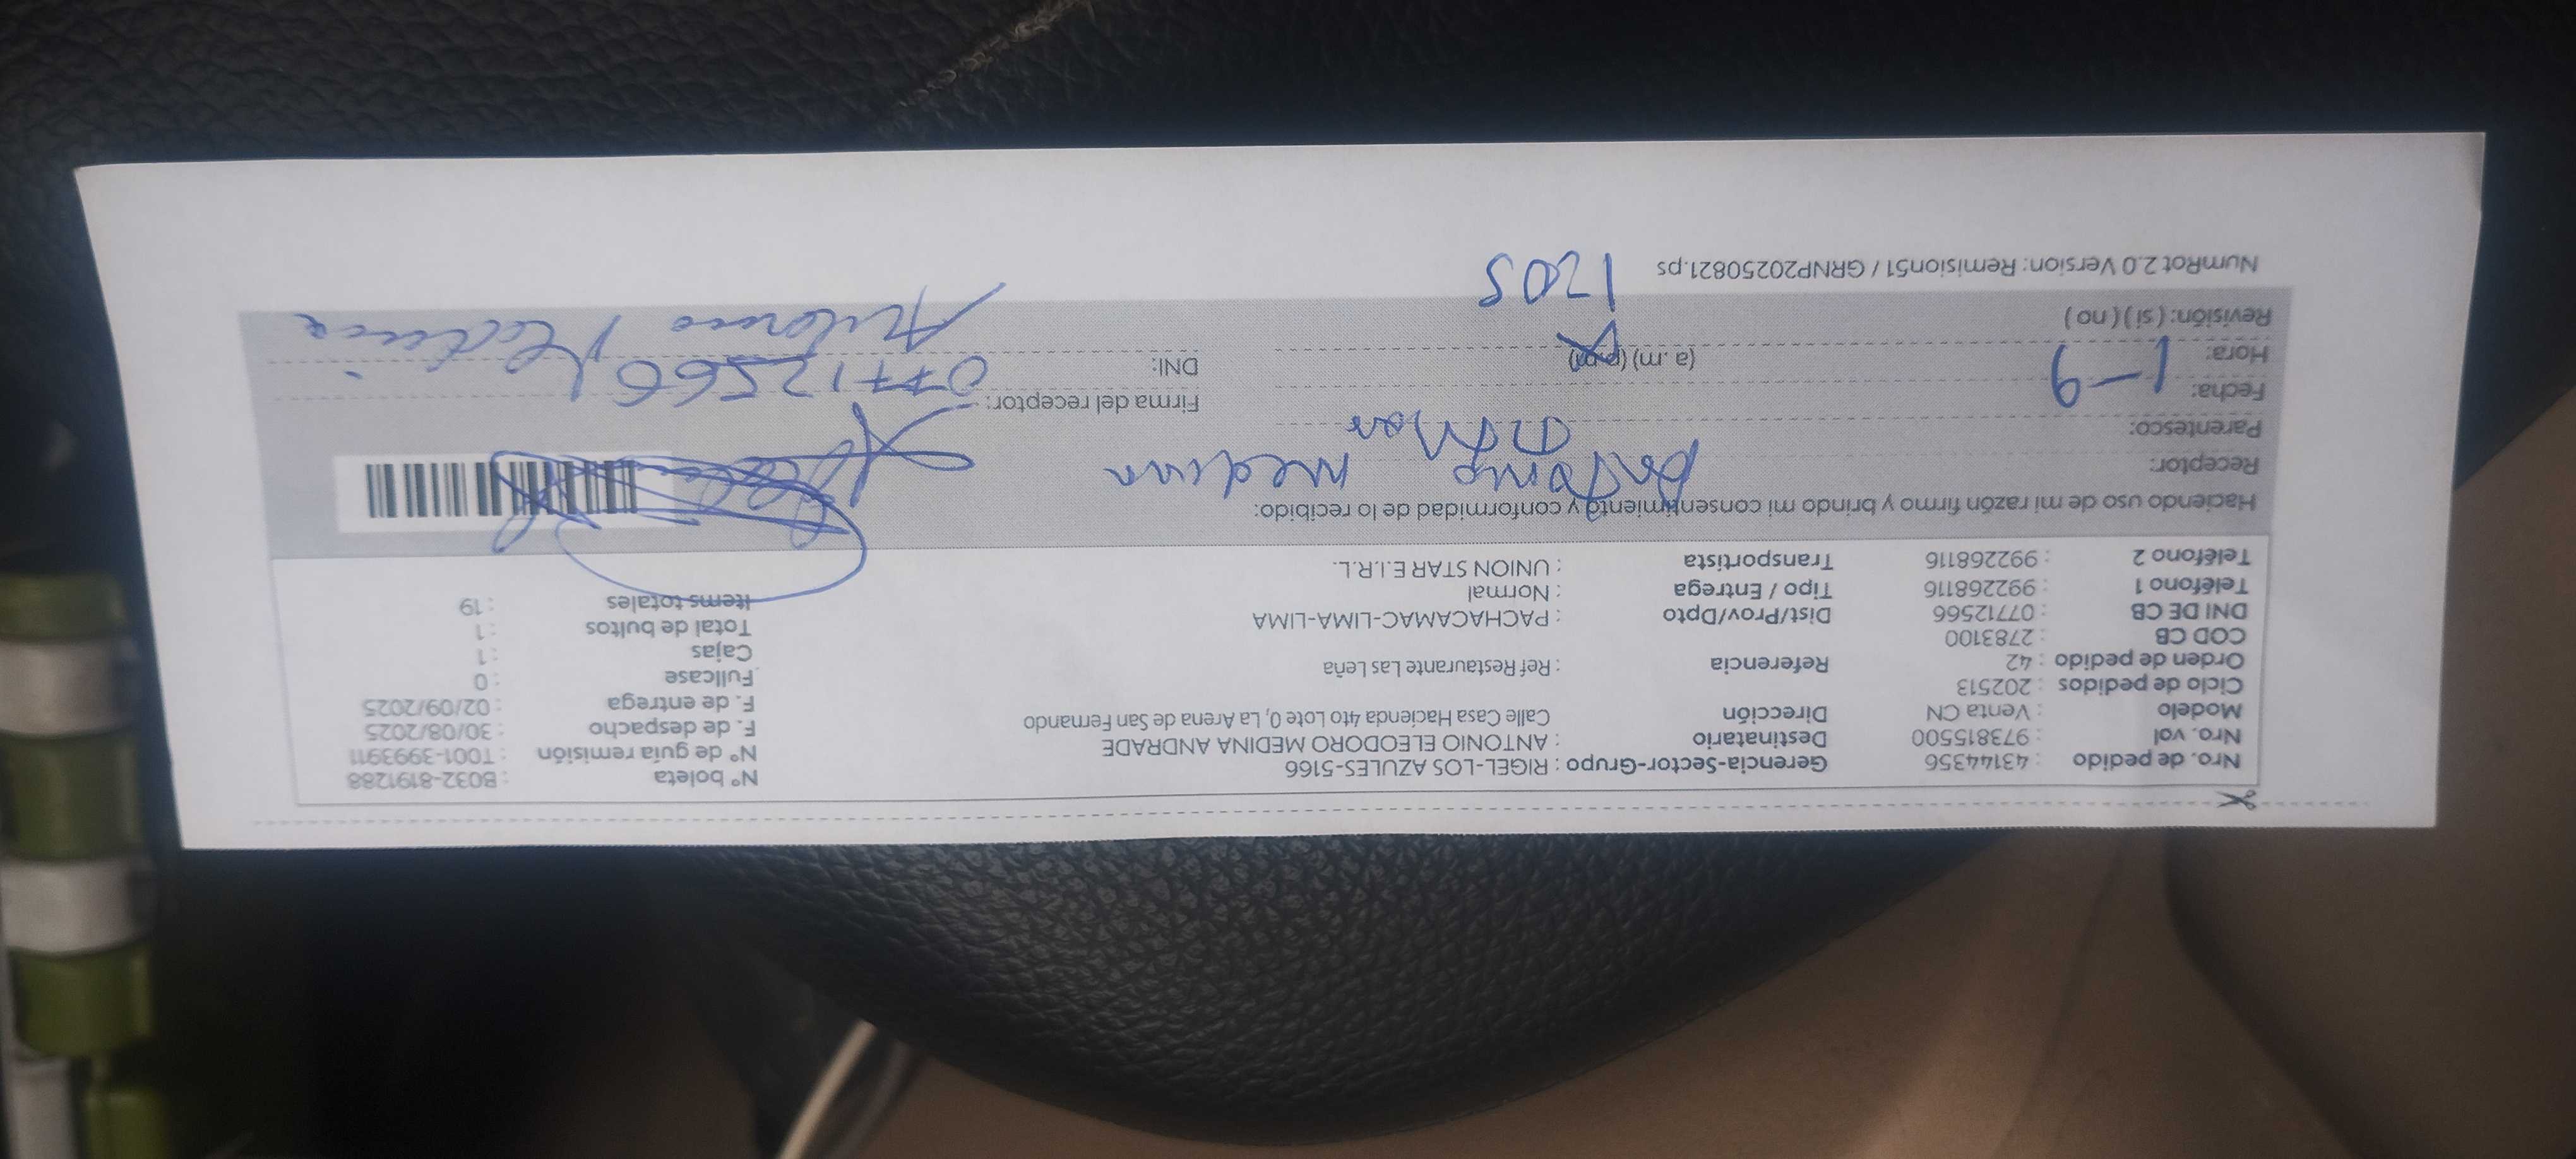 Nro. de pedido : 43144356 Gerencia-Sector-Grupo : RIGEL-LOS AZULES-5166 N° boleta : B032-8191288
Nro. vol : 973815500 Destinatario : ANTONIO ELEODORO MEDINA ANDRADE N° de guía remisión : T001-3993911
Modelo : Venta CN Dirección Calle Casa Hacienda 4to Lote 0, La Arena de San Fernando F. de despacho : 30/08/2025
Ciclo de pedidos : 202513 F. de entrega : 02/09/2025
Orden de pedido : 42 Referencia : Ref Restaurante Las Leña Fullcase : 0
COD CB : 2783100 Cajas : 1
DNI DE CB : 07712566 Dist/Prov/Dpto : PACHACAMAC-LIMA-LIMA Total de bultos : 1
Teléfono 1 : 992268116 Tipo / Entrega : Normal Items totales : 19
Teléfono 2 : 992268116 Transportista : UNION STAR E.I.R.L.
Haciendo uso de mi razón firmo y brindo mi consentimiento y conformidad de lo recibido:
Receptor: Antonio medina
Parentesco:
Fecha: 1-9 Firma del receptor:
Hora: (a.m) (p.m) DNI: 07712566
Revisión: (si) (no) Antonio Medina
NumRot 2.0 Version: Remision51 / GRNP20250821.ps 1205